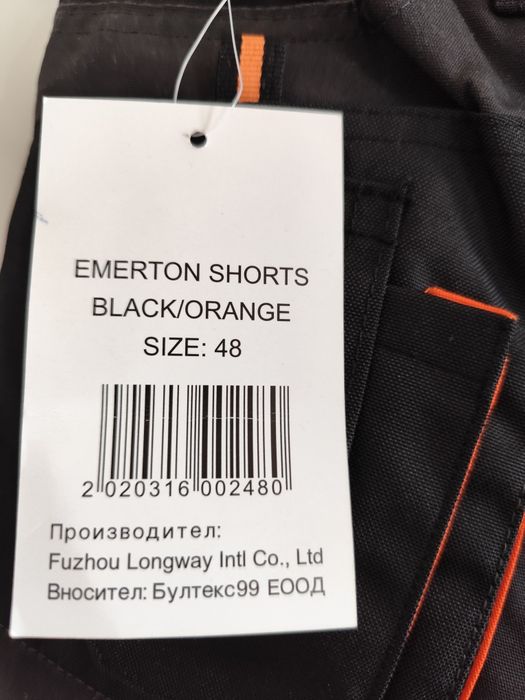 EMERTON SHORTS
BLACK/ORANGE
SIZE: 48
2 020316 002480
Производител:
Fuzhou Longway Intl Co., Ltd
Вносител: Бултекс99 ЕООД